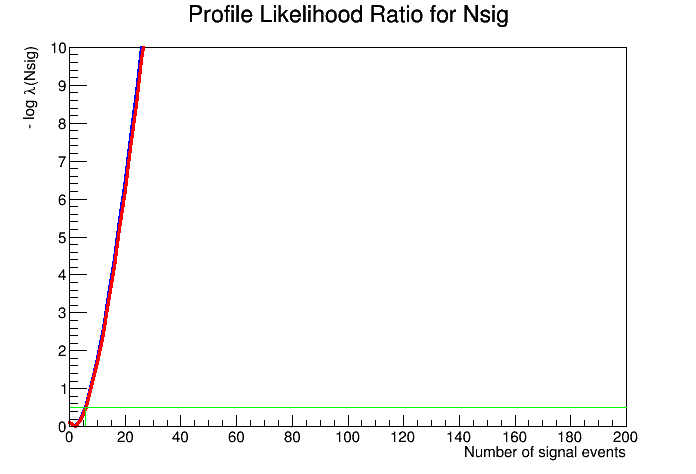 Profile Likelihood Ratio for Nsig
- log λ(Nsig)
10
9
8
7
6
5
4
3
2
1
0
0 20 40 60 80 100 120 140 160 180 200
Number of signal events